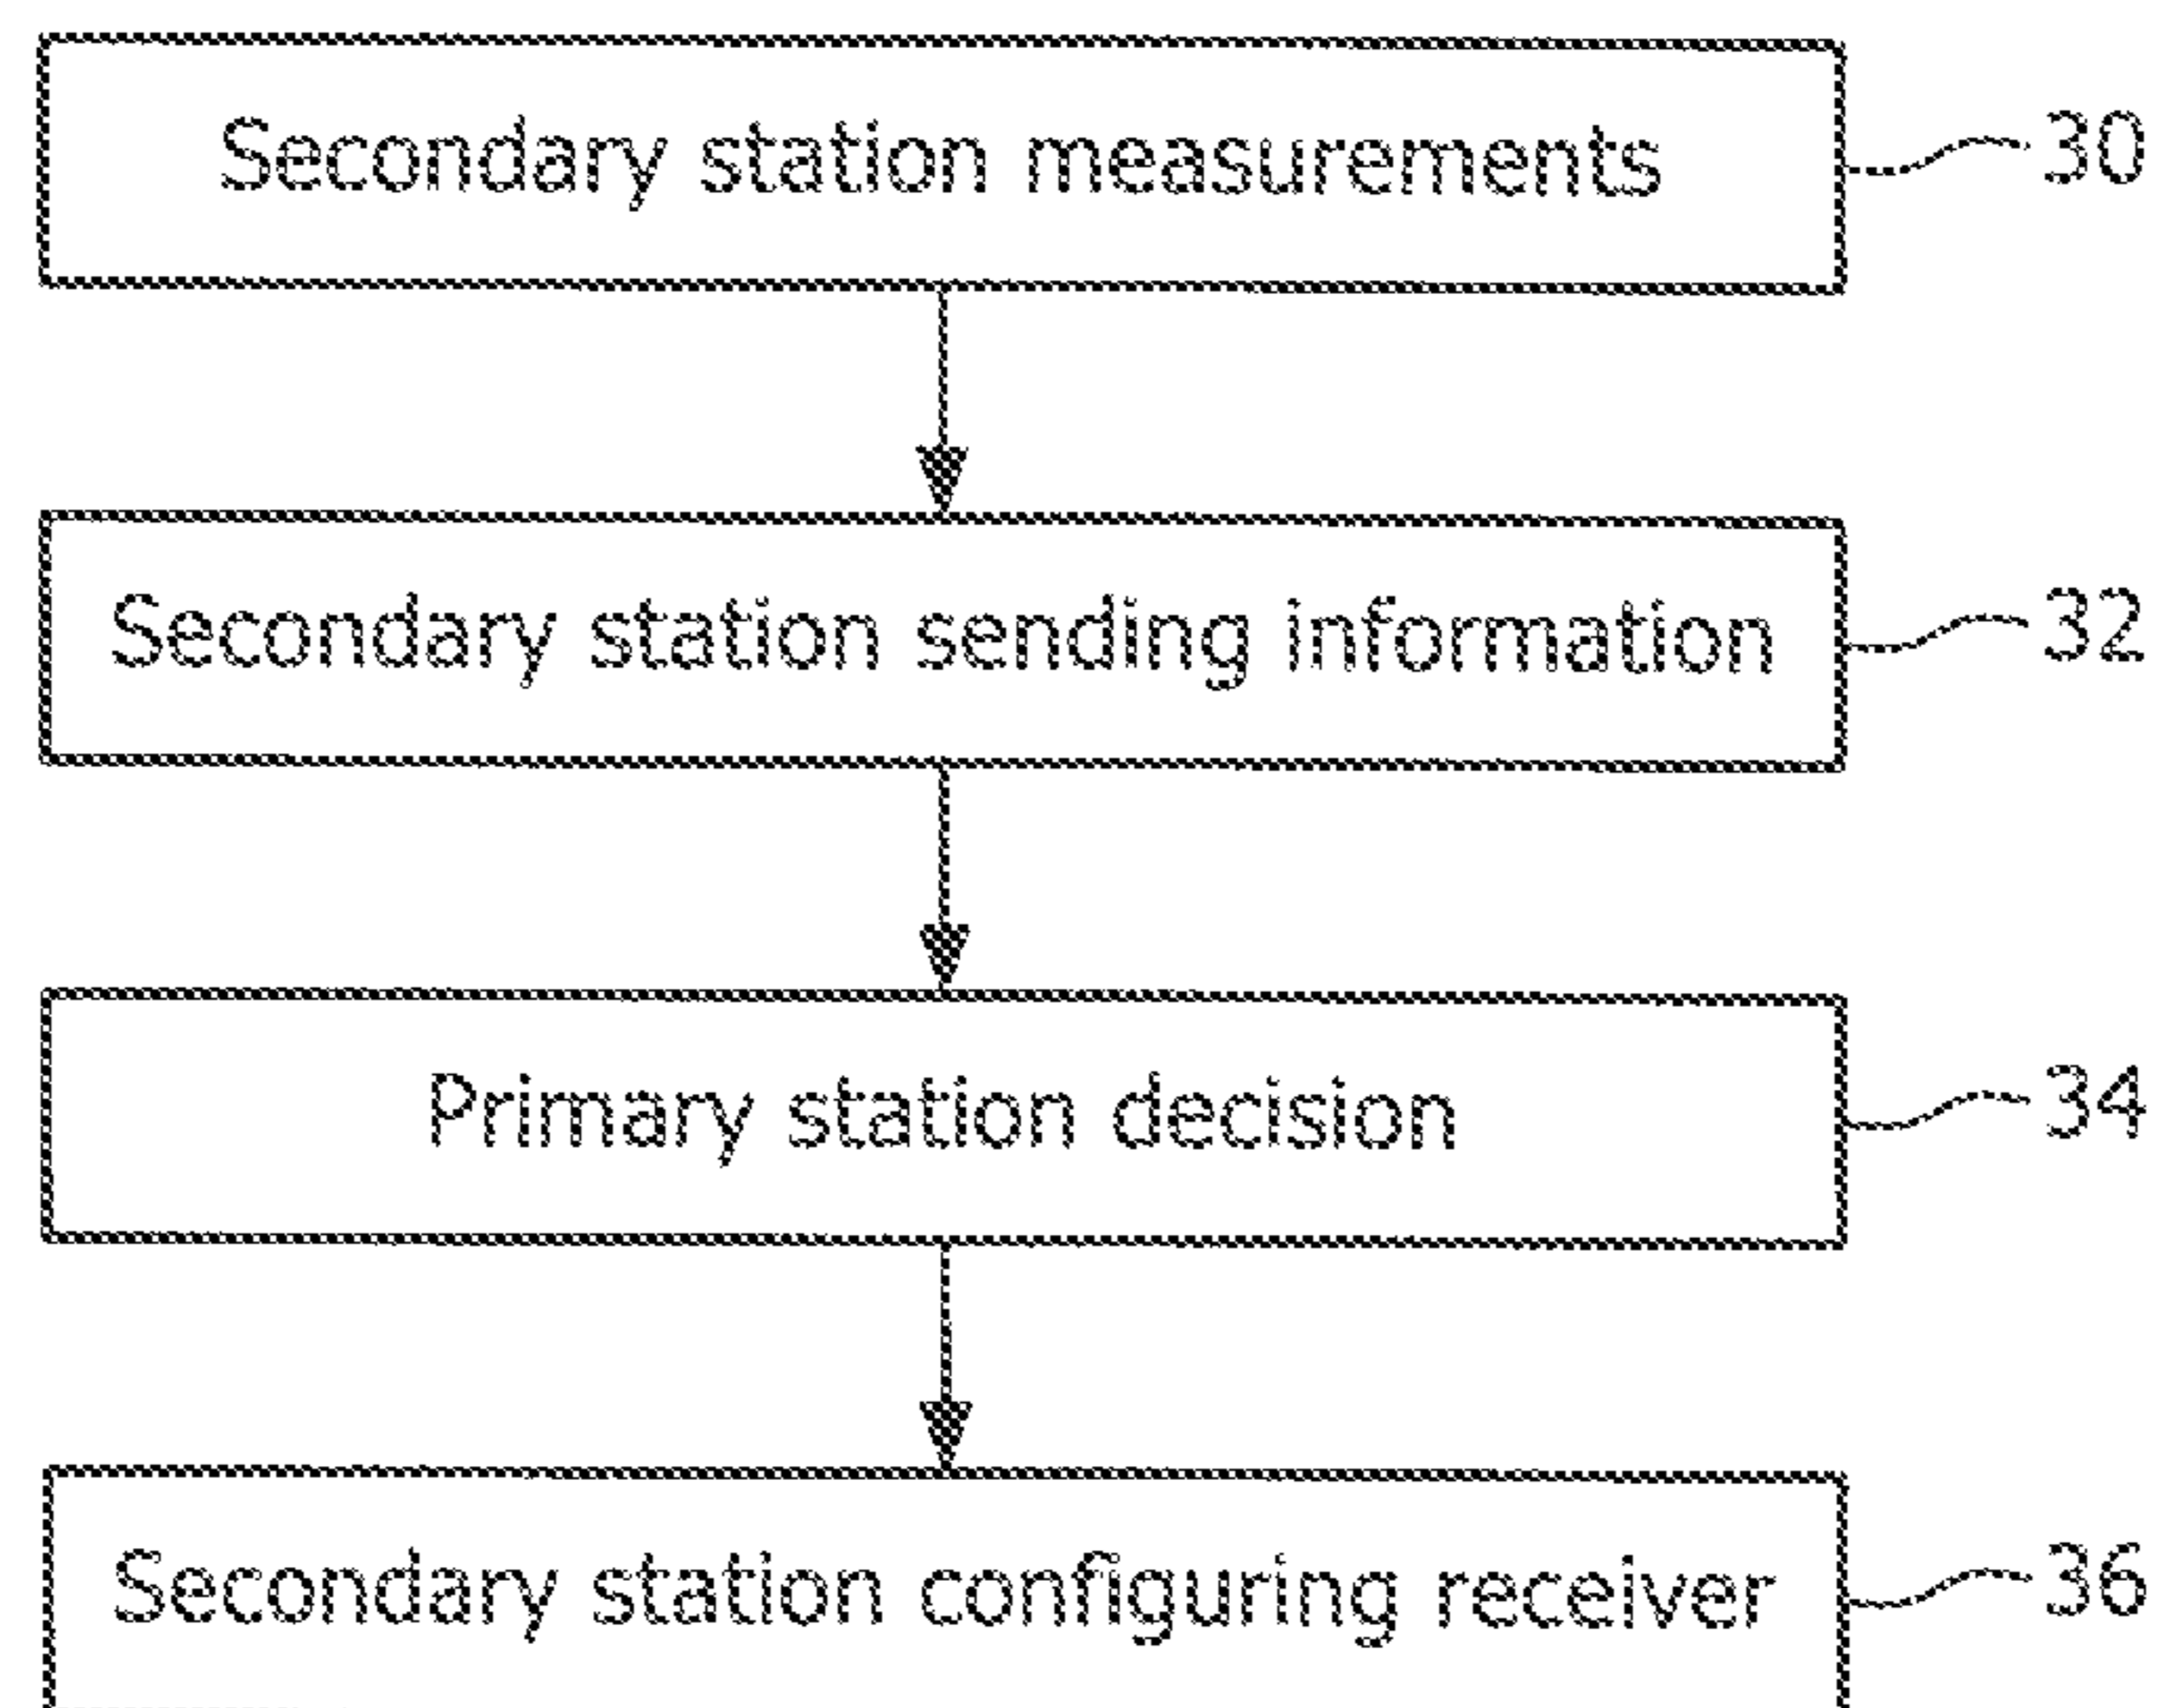 Secondary station measurements 30
Secondary station sending information 32
Primary station decision 34
Secondary station configuring receiver 36